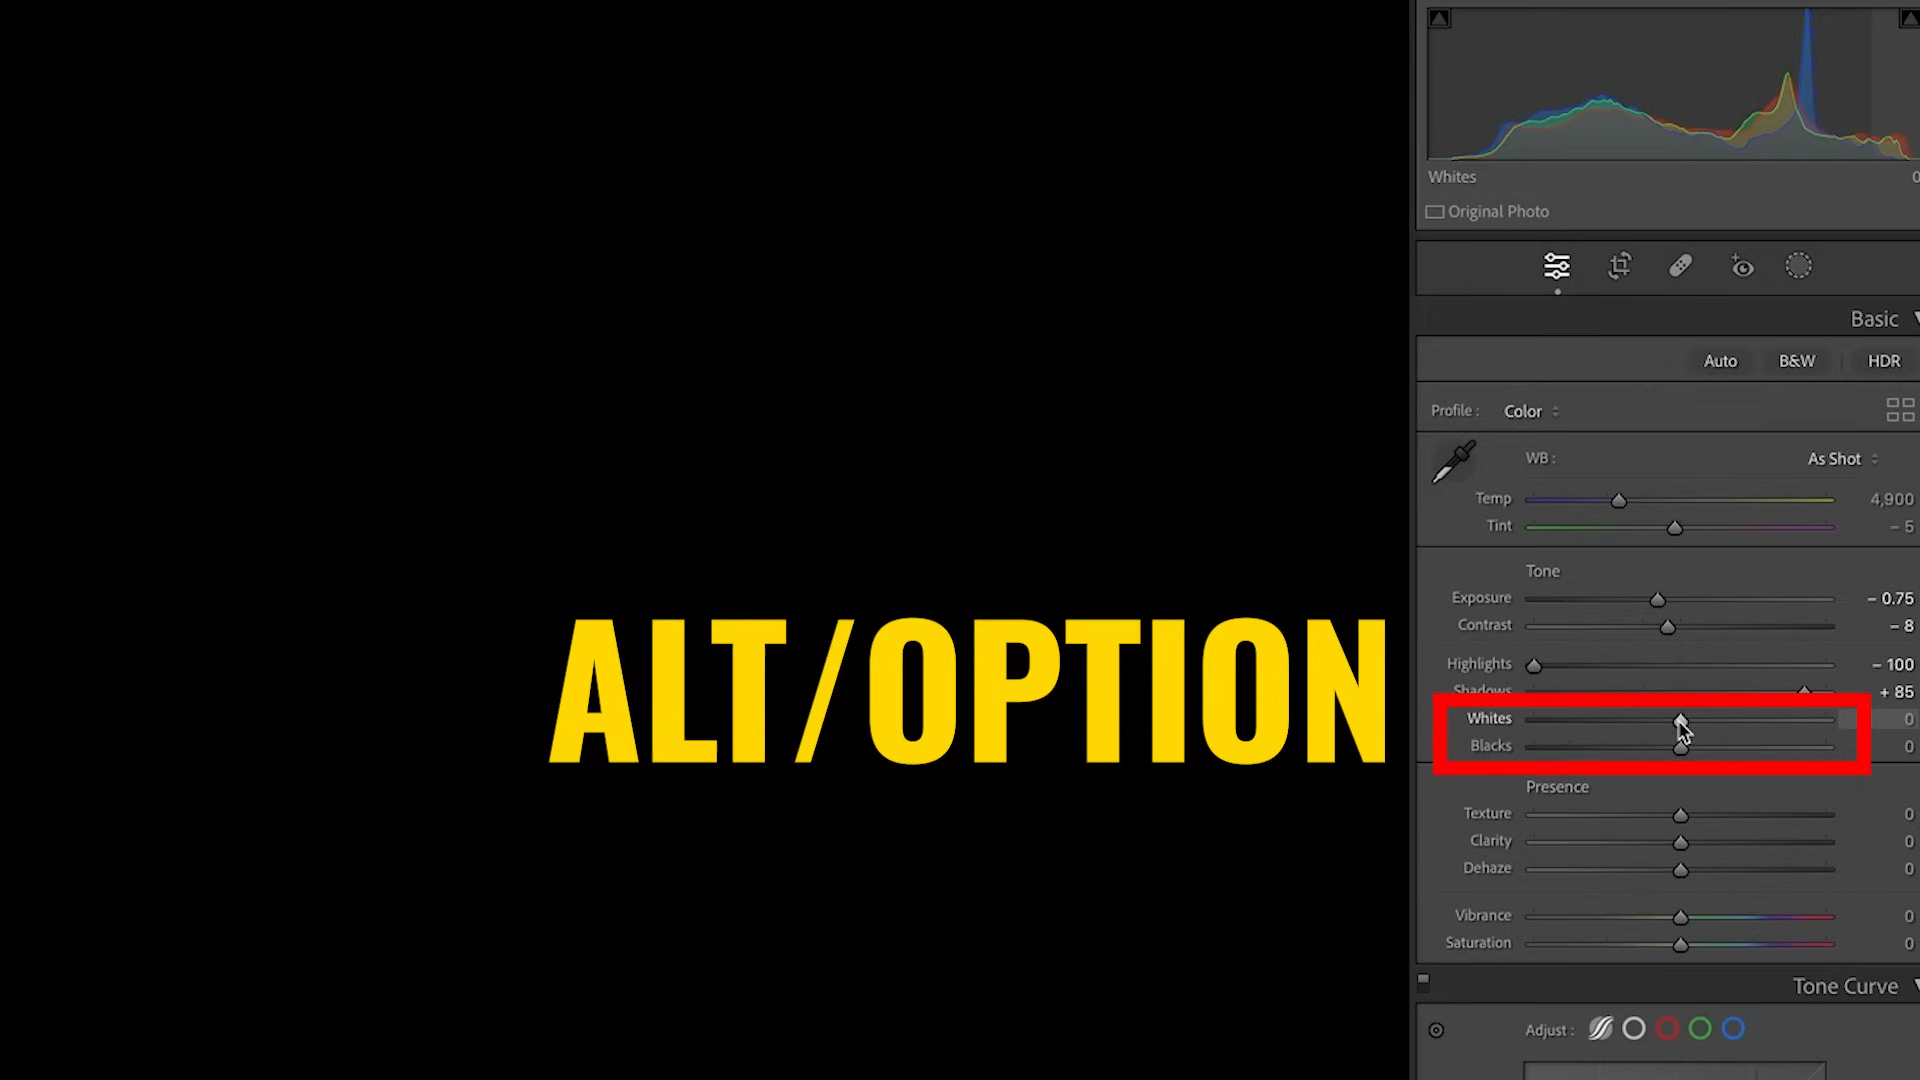 Whites 0
Original Photo
Basic
Auto B&W HDR
Profile : Color
WB : As Shot
Temp 4,900
Tint – 5
Tone
Exposure – 0.75
Contrast – 8
Highlights – 100
Shadows + 85
ALT/OPTION
Whites 0
Blacks 0
Presence
Texture 0
Clarity 0
Dehaze 0
Vibrance 0
Saturation 0
Tone Curve
Adjust :